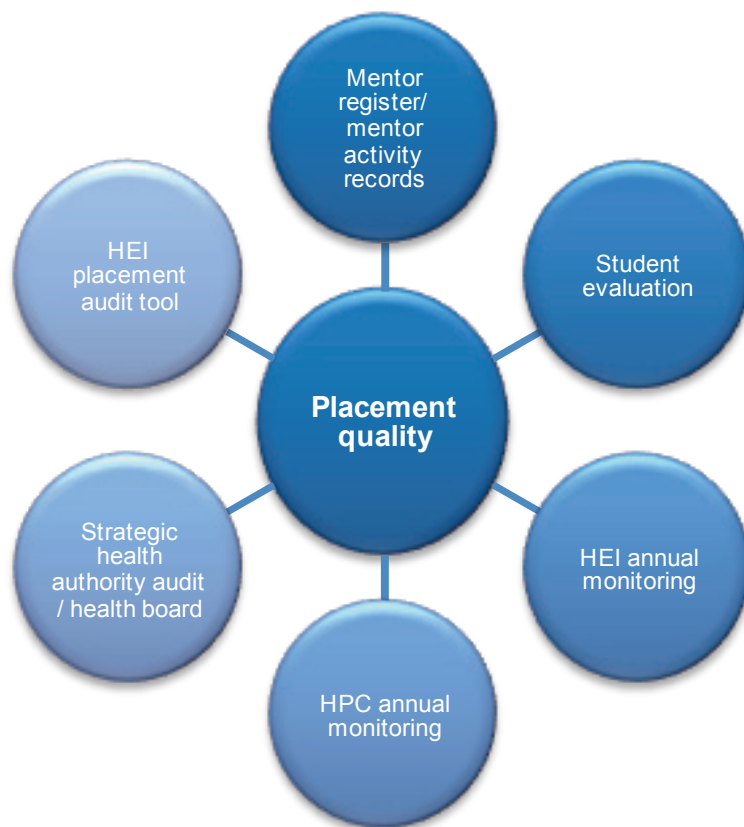 Mentor
register/
mentor
activity
records
Student
evaluation
HEI annual
monitoring
HPC annual
monitoring
Strategic
health
authority audit
/ health board
HEI
placement
audit tool
Placement
quality